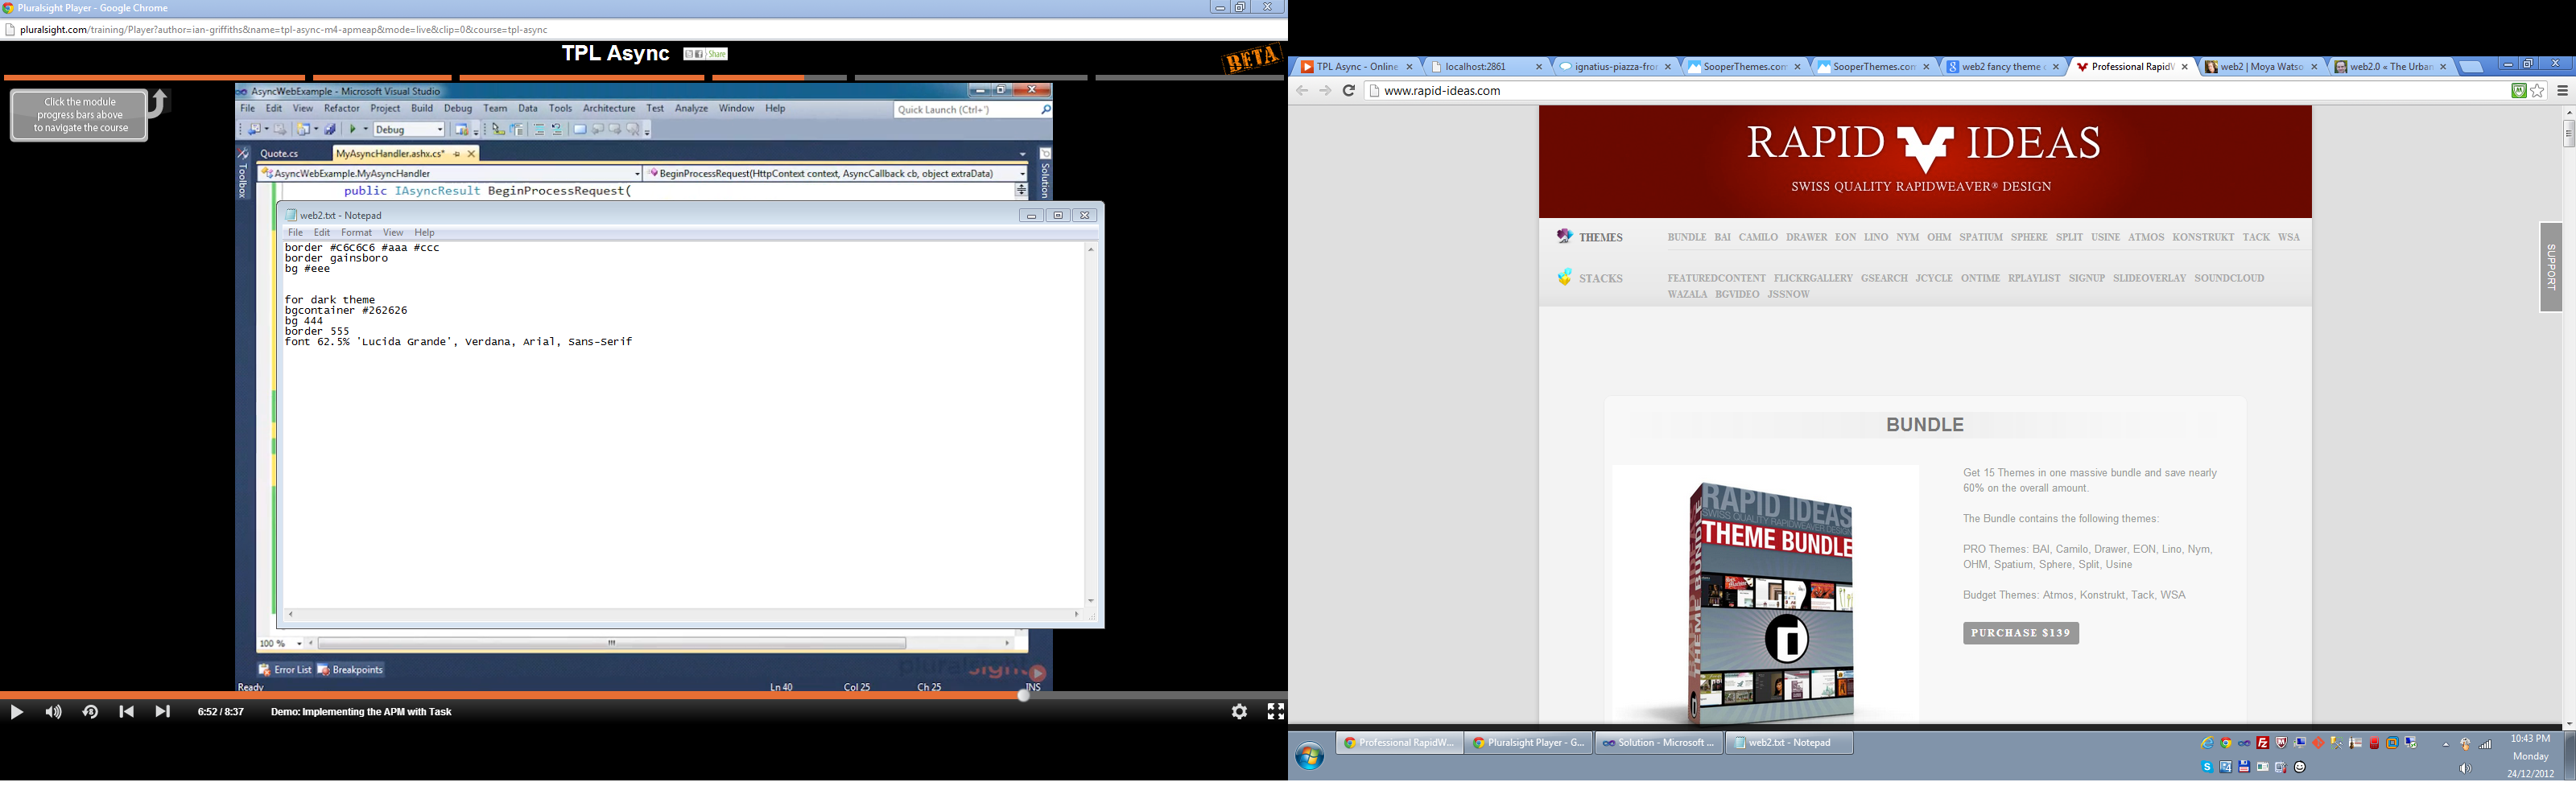 Pluralsight Player - Google Chrome
pluralsight.com/training/Player?author=ian-griffiths&name=tpl-async-m4-apmeap&mode=live&clip=0&course=tpl-async
TPL Async
Share
BETA
Click the module
progress bars above
to navigate the course
AsyncWebExample - Microsoft Visual Studio
File Edit View Refactor Project Build Debug Team Data Tools Architecture Test Analyze Window Help
Quick Launch (Ctrl+')
Debug
Quote.cs MyAsyncHandler.ashx.cs*
Toolbox
Solution
AsyncWebExample.MyAsyncHandler
BeginProcessRequest(HttpContext context, AsyncCallback cb, object extraData)
public IAsyncResult BeginProcessRequest(
web2.txt - Notepad
File Edit Format View Help
border #C6C6C6 #aaa #ccc
border gainsboro
bg #eee
for dark theme
bgcontainer #262626
bg 444
border 555
font 62.5% 'Lucida Grande', Verdana, Arial, Sans-Serif
100 %
Error List Breakpoints
pluralsight
Ready Ln 40 Col 25 Ch 25 INS
6:52 / 8:37 Demo: Implementing the APM with Task
TPL Async - Online
localhost:2861
ignatius-piazza-fror
SooperThemes.com
SooperThemes.com
web2 fancy theme
Professional RapidV
web2 | Moya Watso
web2.0 « The Urban
www.rapid-ideas.com
RAPID IDEAS
SWISS QUALITY RAPIDWEAVER® DESIGN
THEMES BUNDLE BAI CAMILO DRAWER EON LINO NYM OHM SPATIUM SPHERE SPLIT USINE ATMOS KONSTRUKT TACK WSA
STACKS FEATUREDCONTENT FLICKRGALLERY GSEARCH JCYCLE ONTIME RPLAYLIST SIGNUP SLIDEOVERLAY SOUNDCLOUD
WAZALA BGVIDEO JSSNOW
SUPPORT
BUNDLE
Get 15 Themes in one massive bundle and save nearly
60% on the overall amount.
The Bundle contains the following themes:
PRO Themes: BAI, Camilo, Drawer, EON, Lino, Nym,
OHM, Spatium, Sphere, Split, Usine
Budget Themes: Atmos, Konstrukt, Tack, WSA
PURCHASE $139
RAPID IDEAS
SWISS QUALITY RAPIDWEAVER DESIGN
THEME BUNDLE
Professional RapidW...
Pluralsight Player - G...
Solution - Microsoft ...
web2.txt - Notepad
10:43 PM
Monday
24/12/2012